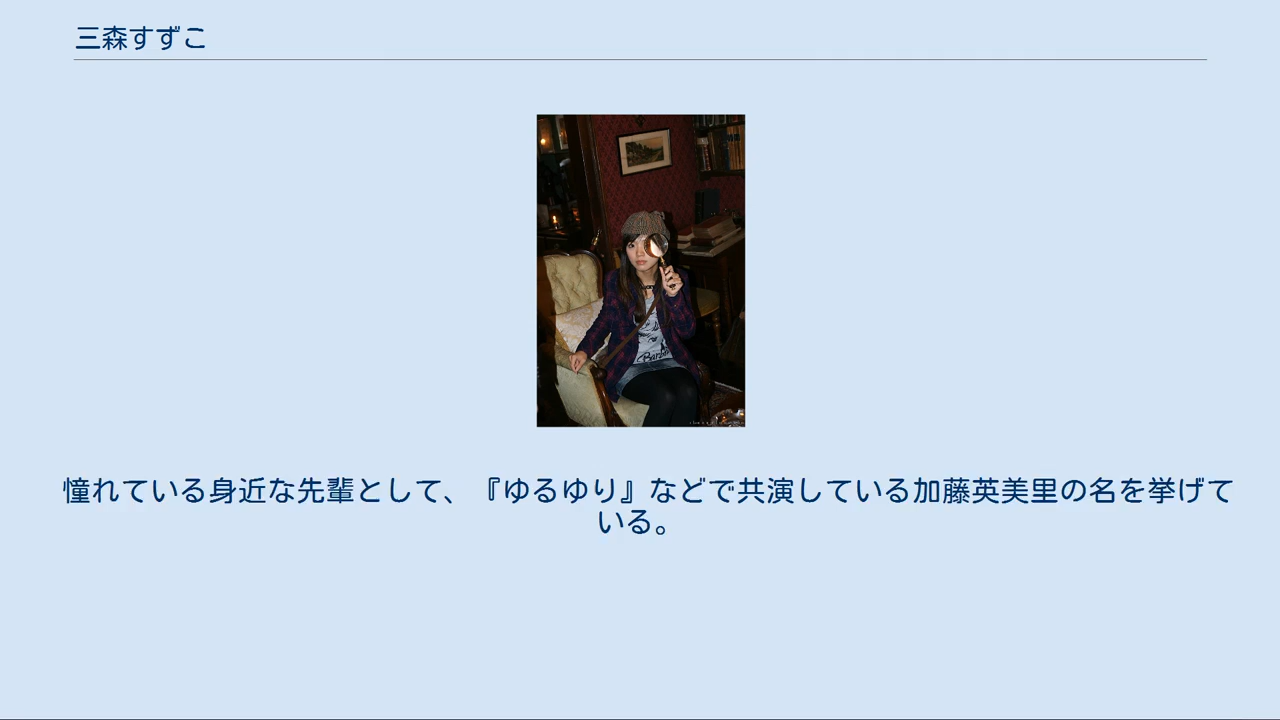 三森すずこ
Barbie
憧れている身近な先輩として、『ゆるゆり』などで共演している加藤英美里の名を挙げて
いる。